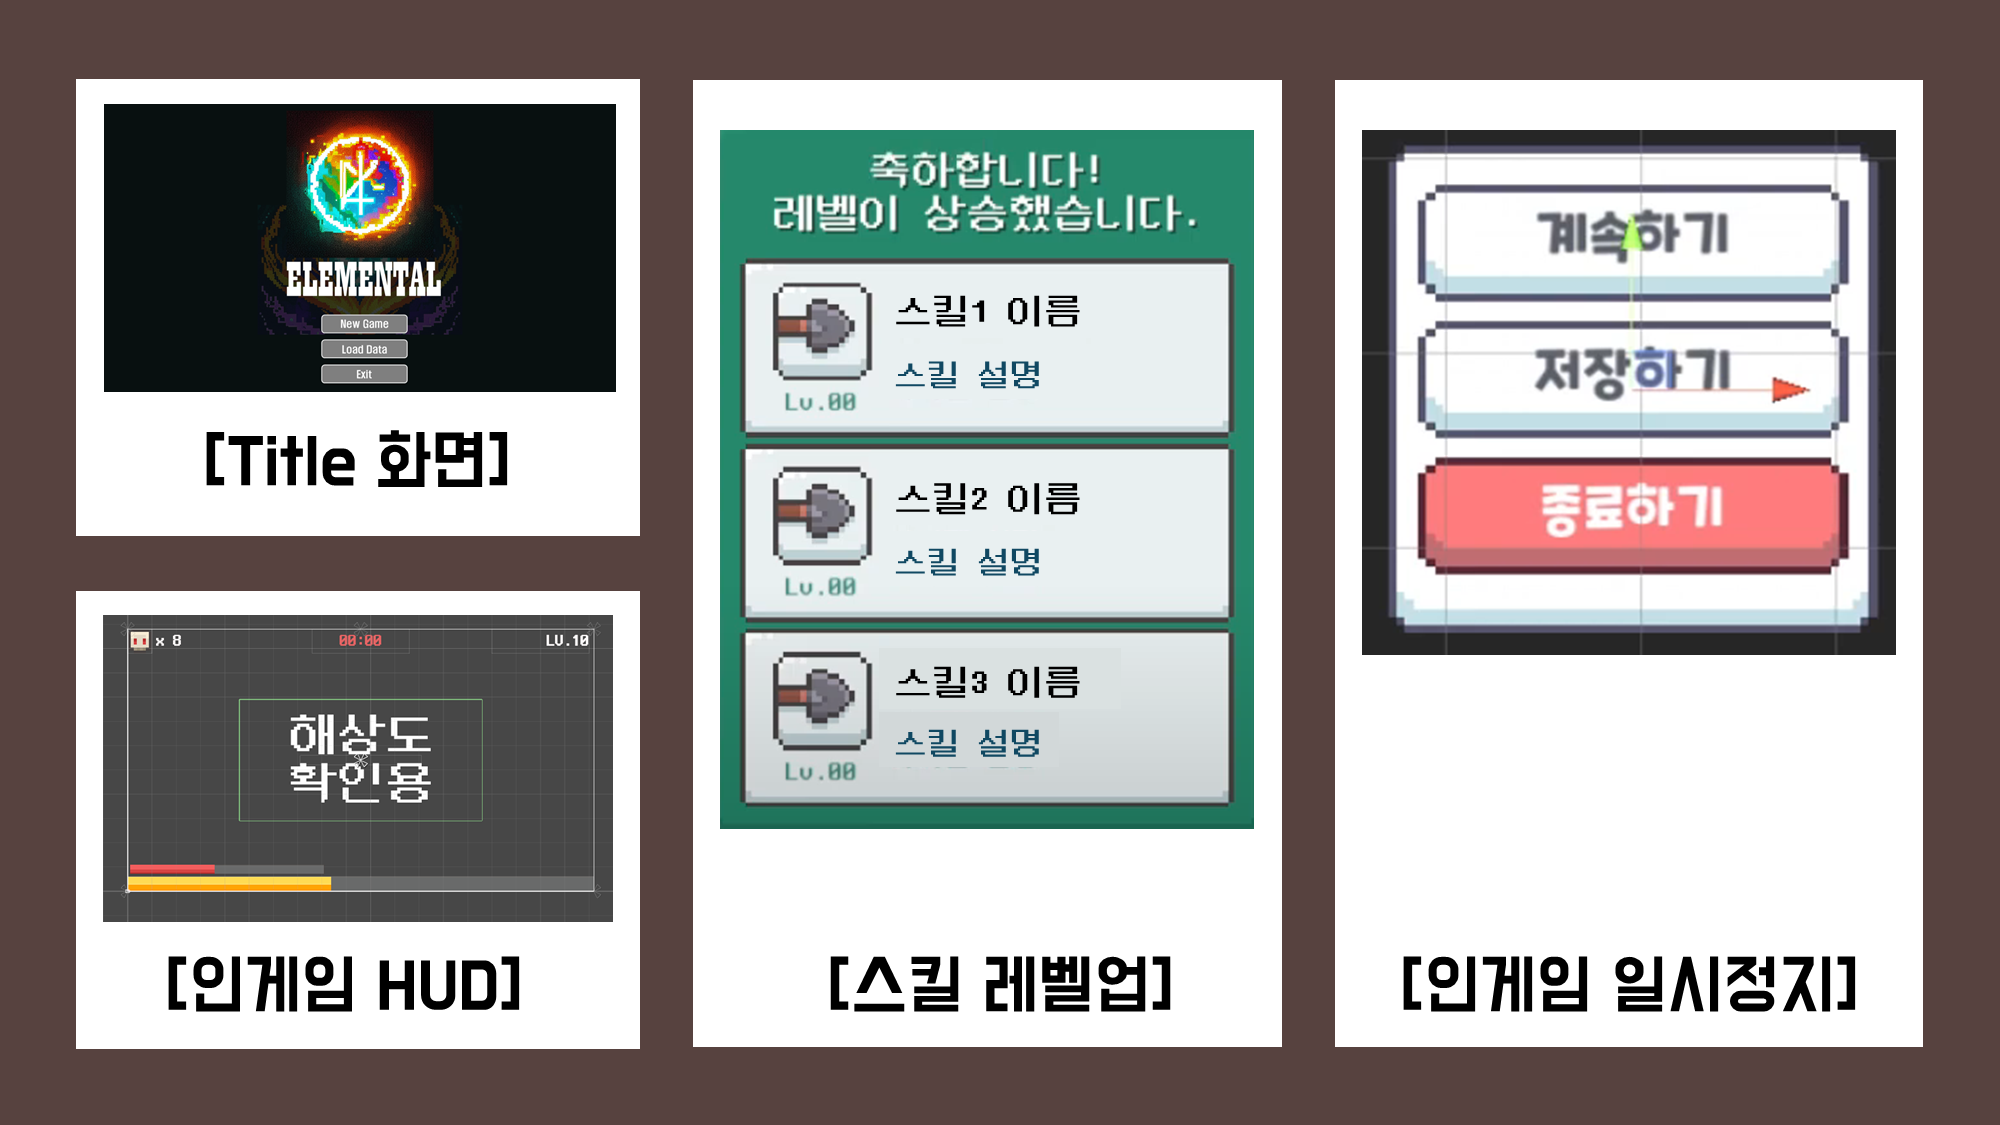 ELEMENTAL
New Game
Load Data
Exit
[Title 화면]
x 8
00:00
LV.10
해상도
확인용
[인게임 HUD]
축하합니다!
레벨이 상승했습니다.
스킬1 이름
스킬 설명
Lv.00
스킬2 이름
스킬 설명
Lv.00
스킬3 이름
스킬 설명
Lv.00
[스킬 레벨업]
계속하기
저장하기
종료하기
[인게임 일시정지]